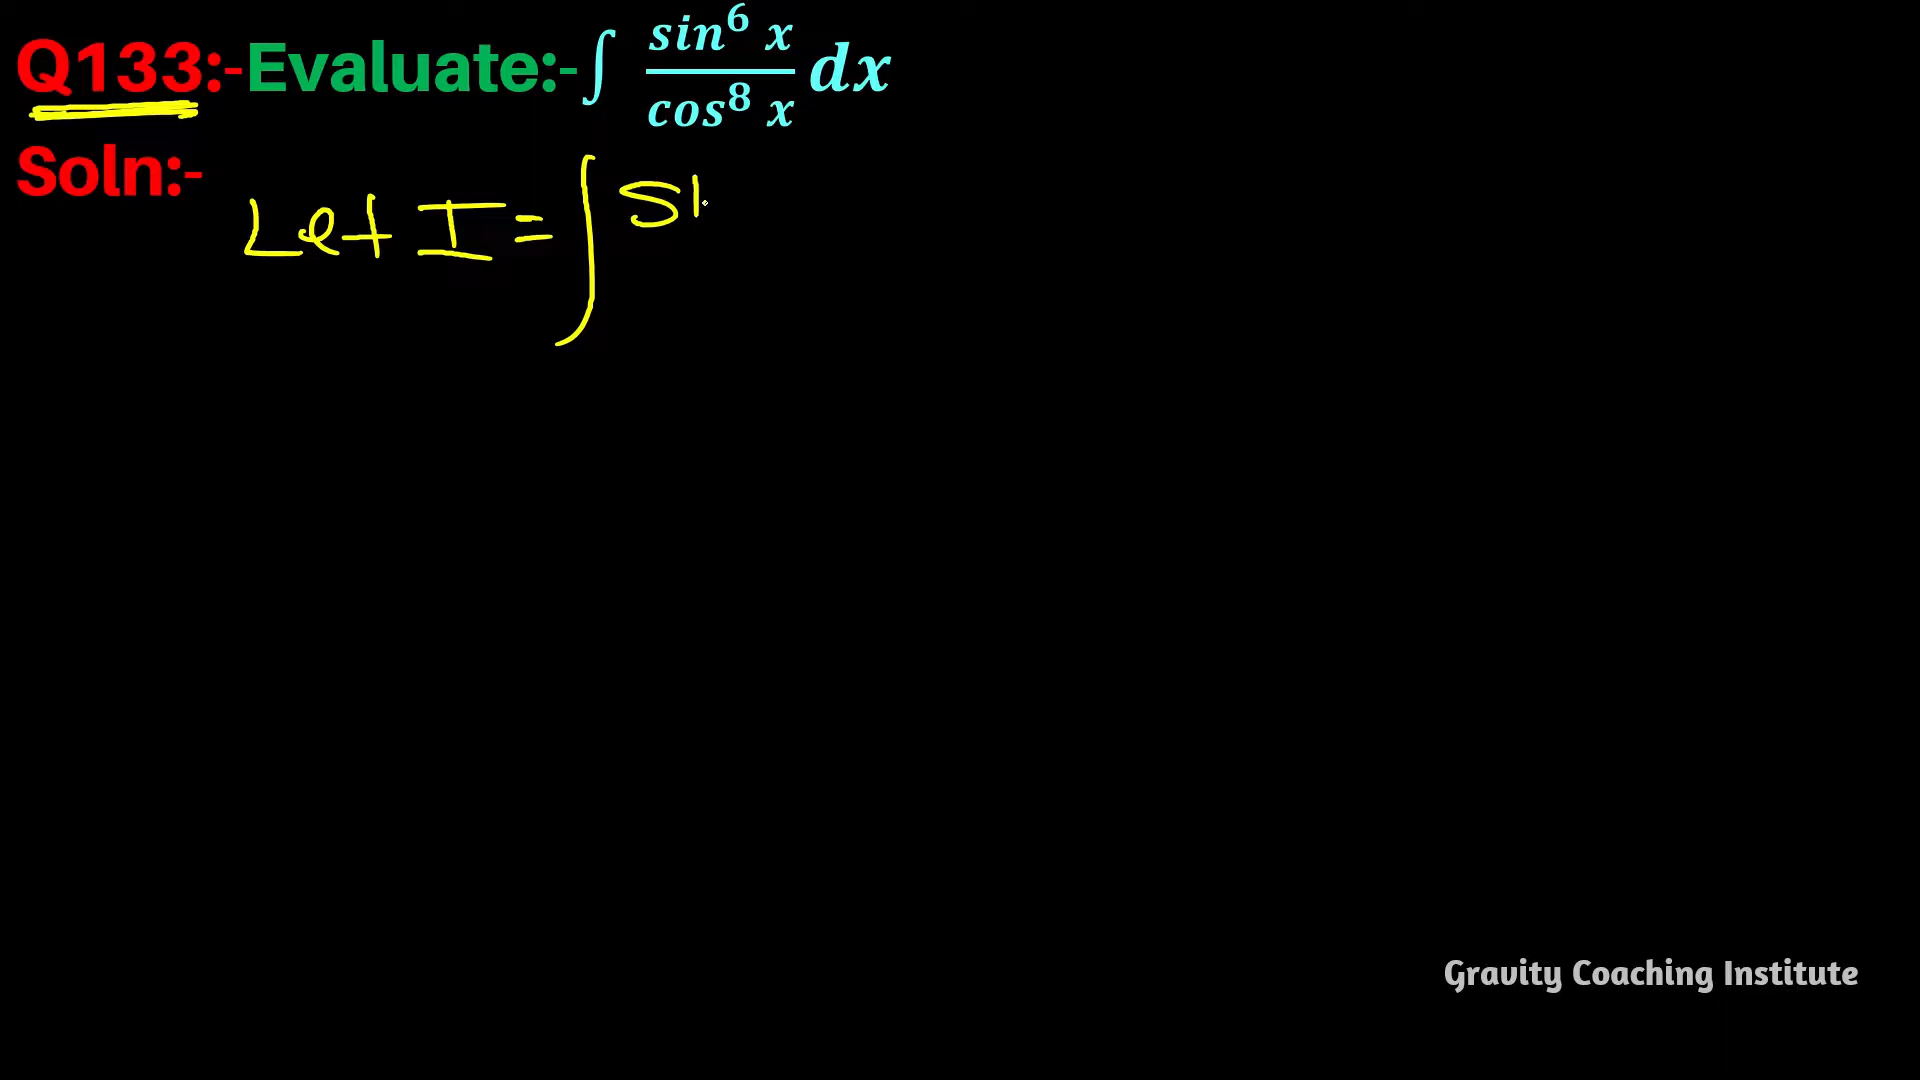 Q133:-Evaluate:-∫ sin⁶ x / cos⁸ x dx
Soln:-
Let I = ∫ SI
Gravity Coaching Institute